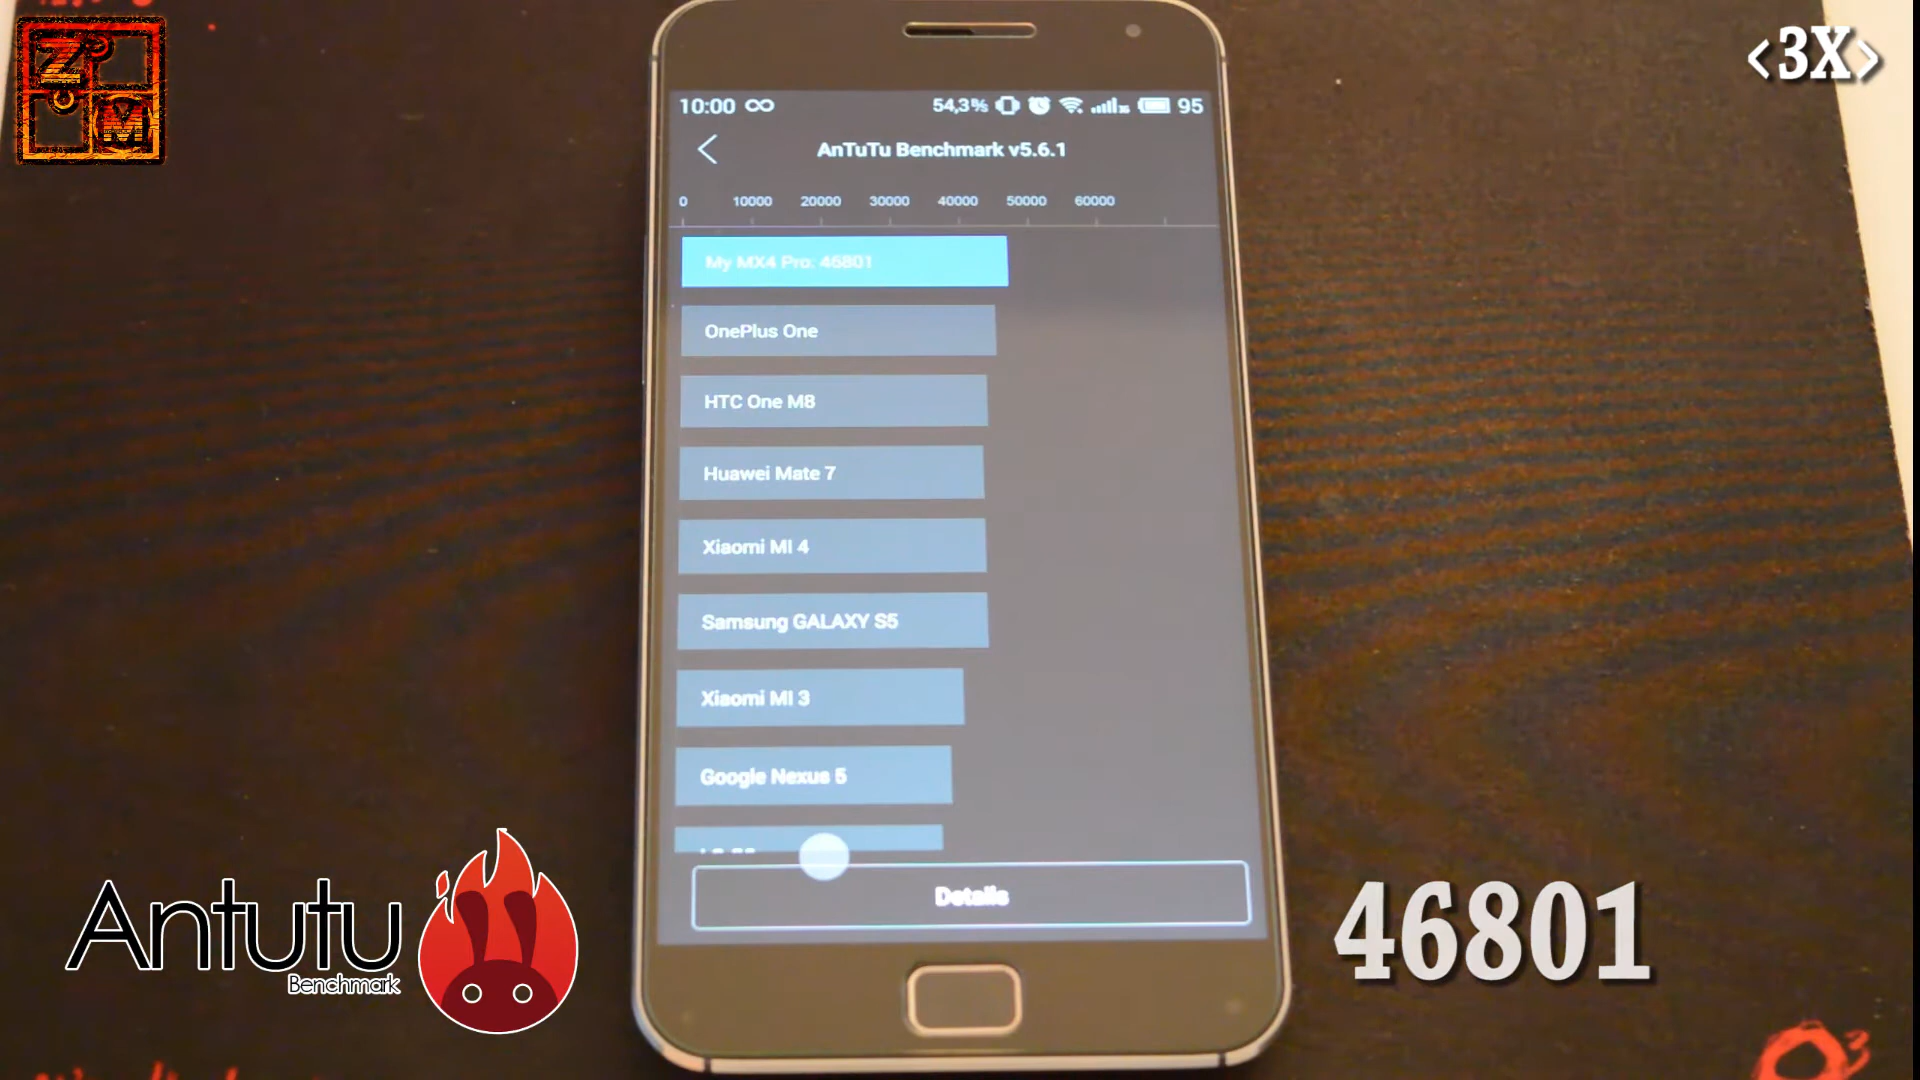 <3X>
10:00 54,3% 95
AnTuTu Benchmark v5.6.1
0 10000 20000 30000 40000 50000 60000
My MX4 Pro: 46801
OnePlus One
HTC One M8
Huawei Mate 7
Xiaomi MI 4
Samsung GALAXY S5
Xiaomi MI 3
Google Nexus 5
Details
Antutu
Benchmark
46801